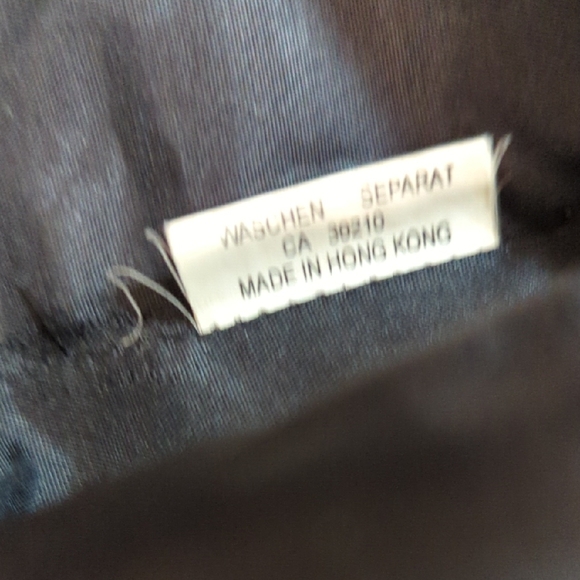 WASCHEN SEPARAT
CA 30210
MADE IN HONG KONG